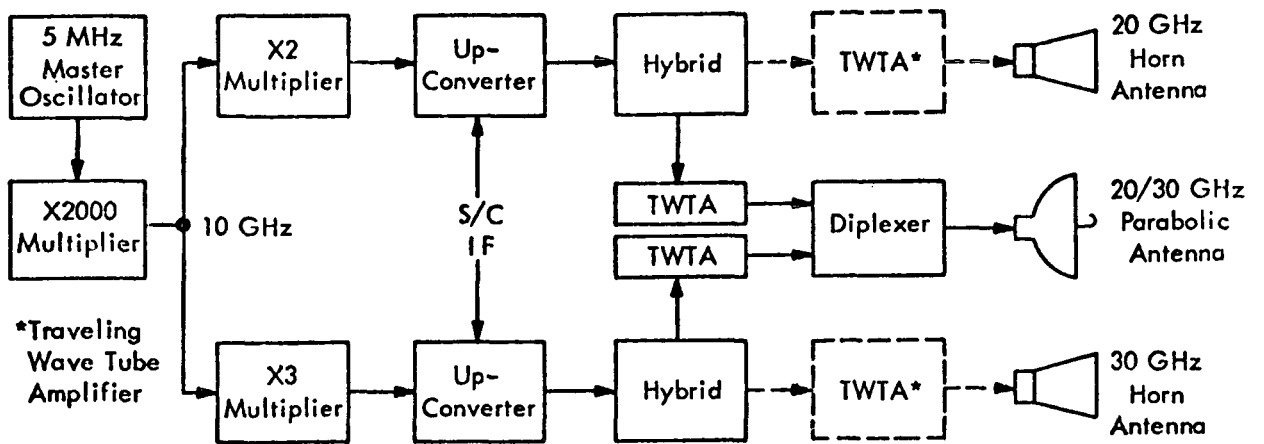 5 MHz
Master
Oscillator
X2
Multiplier
Up-
Converter
Hybrid
TWTA*
20 GHz
Horn
Antenna
X2000
Multiplier
10 GHz
S/C
IF
TWTA
TWTA
Diplexer
20/30 GHz
Parabolic
Antenna
*Traveling
Wave Tube
Amplifier
X3
Multiplier
Up-
Converter
Hybrid
TWTA*
30 GHz
Horn
Antenna